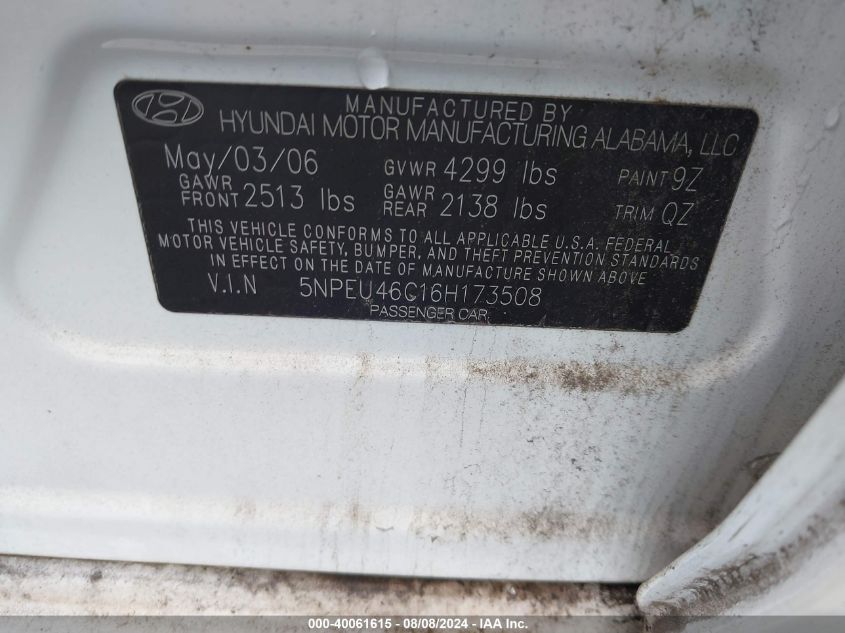 MANUFACTURED BY
HYUNDAI MOTOR MANUFACTURING ALABAMA, LLC
May/03/06 GVWR 4299 lbs PAINT 9Z
GAWR FRONT 2513 lbs GAWR REAR 2138 lbs TRIM QZ
THIS VEHICLE CONFORMS TO ALL APPLICABLE U.S.A. FEDERAL
MOTOR VEHICLE SAFETY, BUMPER, AND THEFT PREVENTION STANDARDS
IN EFFECT ON THE DATE OF MANUFACTURE SHOWN ABOVE
V.I.N 5NPEU46C16H173508
PASSENGER CAR
000-40061615 - 08/08/2024 - IAA Inc.